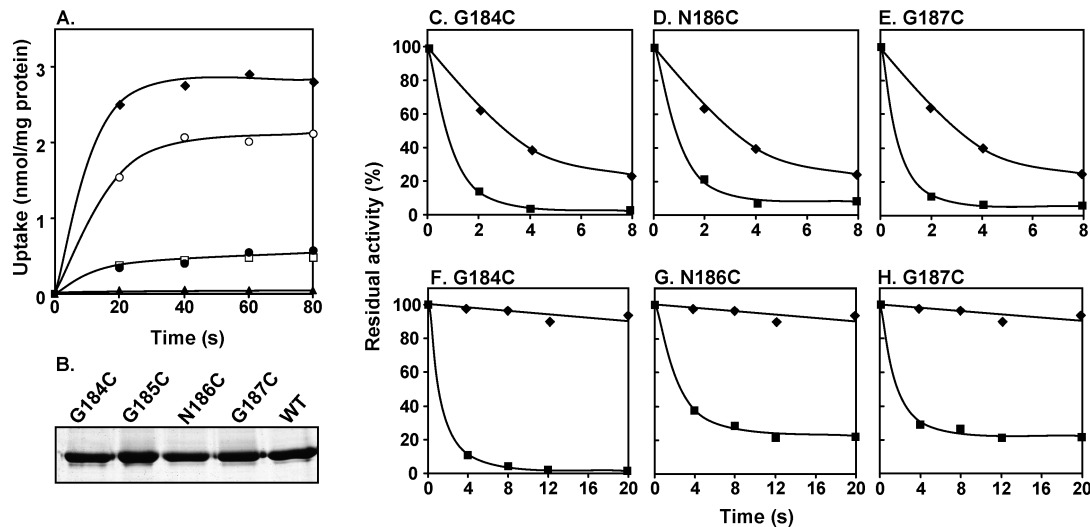 A.
Uptake (nmol/mg protein)
3
2
1
0
0 20 40 60 80
Time (s)
B.
G184C G185C N186C G187C WT
Residual activity (%)
C. G184C
100
80
60
40
20
0
0 2 4 6 8
D. N186C
0 2 4 6 8
E. G187C
0 2 4 6 8
F. G184C
100
80
60
40
20
0
0 4 8 12 16 20
G. N186C
0 4 8 12 16 20
H. G187C
0 4 8 12 16 20
Time (s)